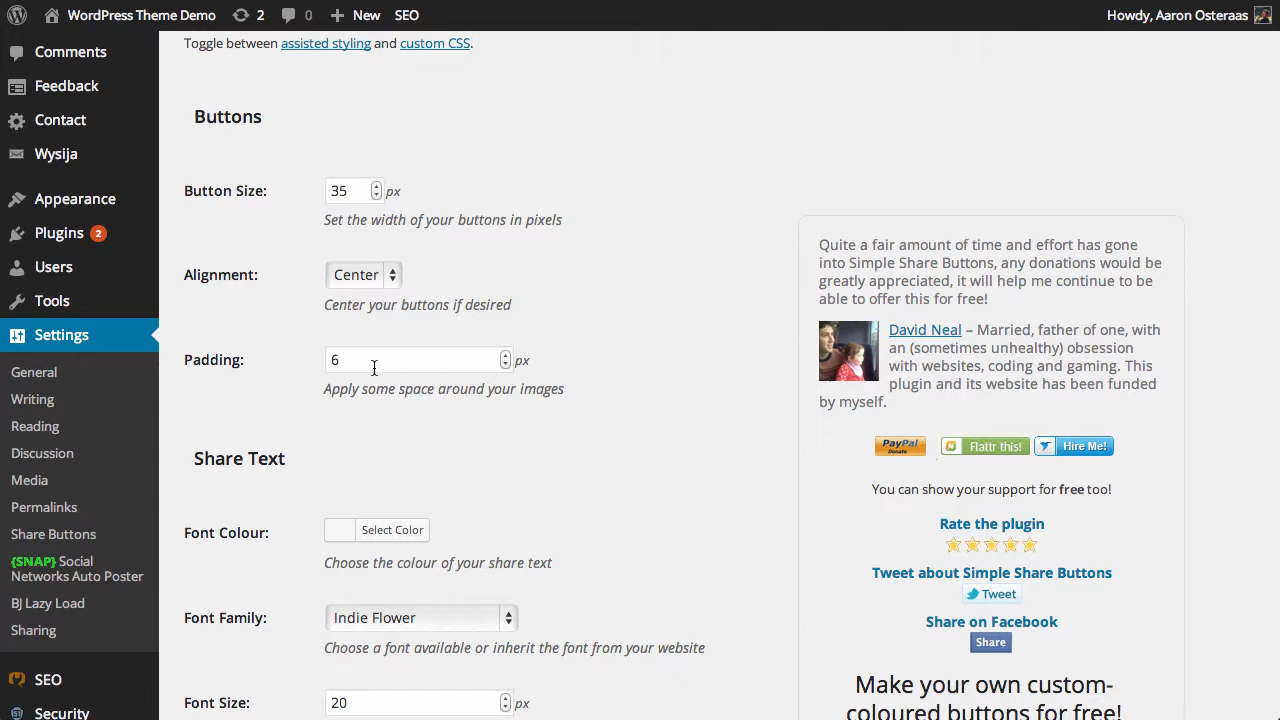 WordPress Theme Demo 2 0 New SEO Howdy, Aaron Osteraas
Comments
Feedback
Contact
Wysija
Appearance
Plugins 2
Users
Tools
Settings
General
Writing
Reading
Discussion
Media
Permalinks
Share Buttons
{SNAP} Social
Networks Auto Poster
BJ Lazy Load
Sharing
SEO
Security
Toggle between assisted styling and custom CSS.
Buttons
Button Size: 35 px
Set the width of your buttons in pixels
Alignment: Center
Center your buttons if desired
Padding: 6 px
Apply some space around your images
Share Text
Font Colour: Select Color
Choose the colour of your share text
Font Family: Indie Flower
Choose a font available or inherit the font from your website
Font Size: 20 px
Quite a fair amount of time and effort has gone
into Simple Share Buttons, any donations would be
greatly appreciated, it will help me continue to be
able to offer this for free!
David Neal – Married, father of one, with
an (sometimes unhealthy) obsession
with websites, coding and gaming. This
plugin and its website has been funded
by myself.
PayPal Donate Flattr this! Hire Me!
You can show your support for free too!
Rate the plugin
Tweet about Simple Share Buttons
Tweet
Share on Facebook
Share
Make your own custom-
coloured buttons for free!